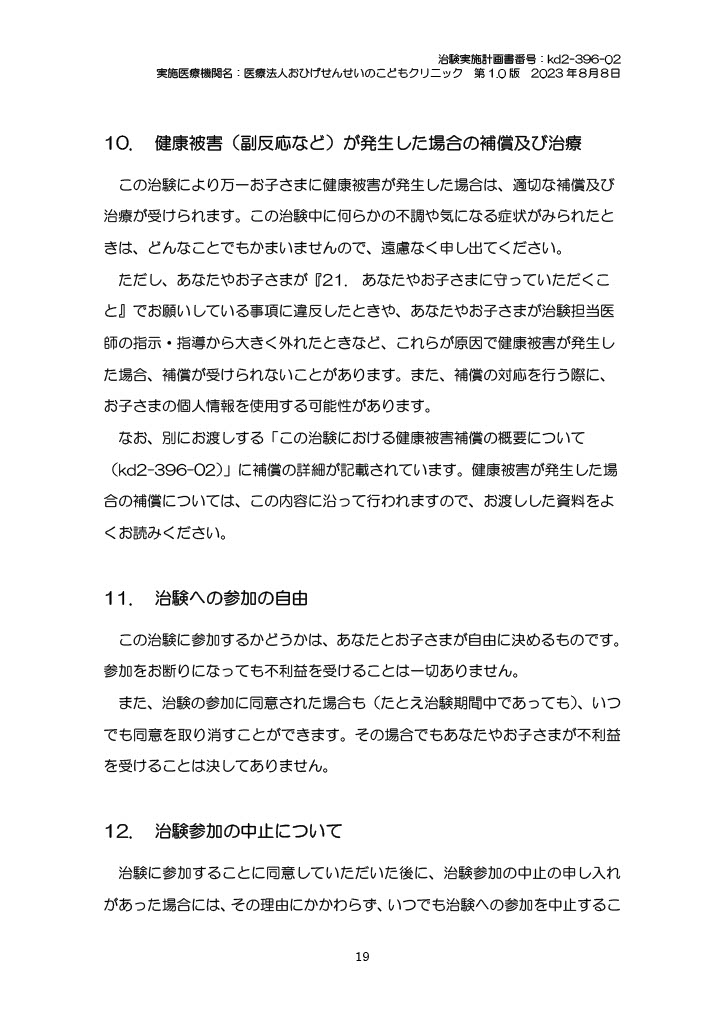 治験実施計画書番号：kd2-396-02
実施医療機関名：医療法人おひげせんせいのこどもクリニック　第 1.0 版　2023 年８月８日
10.　健康被害（副反応など）が発生した場合の補償及び治療
　この治験により万一お子さまに健康被害が発生した場合は、適切な補償及び
治療が受けられます。この治験中に何らかの不調や気になる症状がみられたと
きは、どんなことでもかまいませんので、遠慮なく申し出てください。
　ただし、あなたやお子さまが『21.　あなたやお子さまに守っていただくこ
と』でお願いしている事項に違反したときや、あなたやお子さまが治験担当医
師の指示・指導から大きく外れたときなど、これらが原因で健康被害が発生し
た場合、補償が受けられないことがあります。また、補償の対応を行う際に、
お子さまの個人情報を使用する可能性があります。
　なお、別にお渡しする「この治験における健康被害補償の概要について
（kd2-396-02）」に補償の詳細が記載されています。健康被害が発生した場
合の補償については、この内容に沿って行われますので、お渡しした資料をよ
くお読みください。
11.　治験への参加の自由
　この治験に参加するかどうかは、あなたとお子さまが自由に決めるものです。
参加をお断りになっても不利益を受けることは一切ありません。
　また、治験の参加に同意された場合も（たとえ治験期間中であっても）、いつ
でも同意を取り消すことができます。その場合でもあなたやお子さまが不利益
を受けることは決してありません。
12.　治験参加の中止について
　治験に参加することに同意していただいた後に、治験参加の中止の申し入れ
があった場合には、その理由にかかわらず、いつでも治験への参加を中止するこ
19